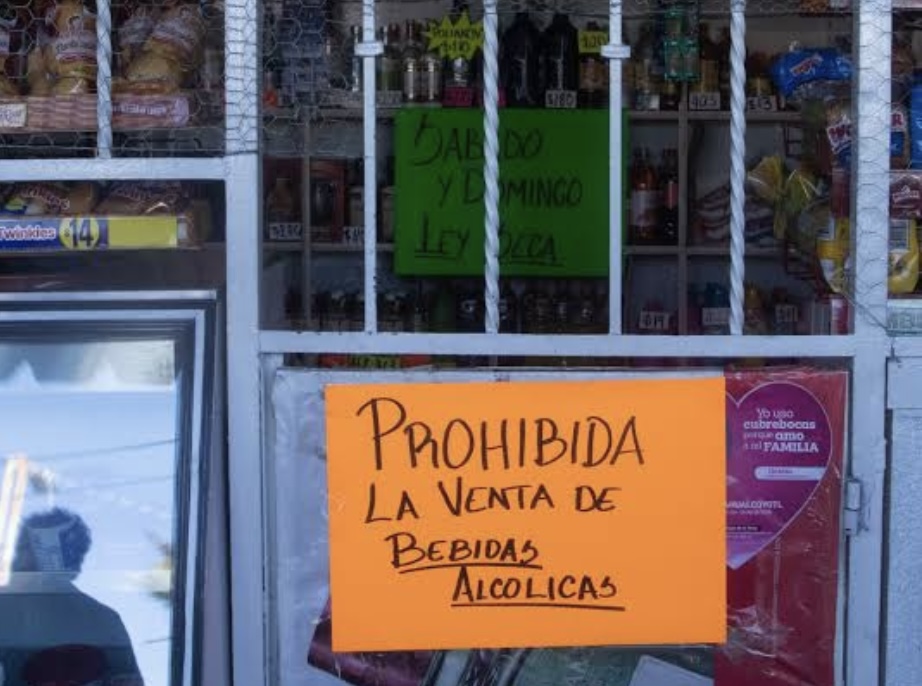 $14
Twinkies
SABADO
Y DOMINGO
LEY SECA
PROHIBIDA
LA VENTA DE
BEBIDAS
ALCOLICAS
Yo uso
cubrebocas
porque amo
a mi FAMILIA